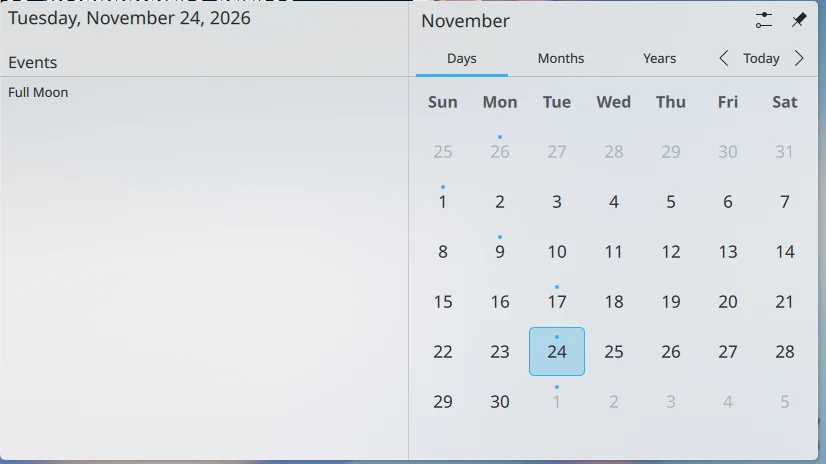 Tuesday, November 24, 2026
Events
Full Moon
November
Days Months Years Today
Sun Mon Tue Wed Thu Fri Sat
25 26 27 28 29 30 31
1 2 3 4 5 6 7
8 9 10 11 12 13 14
15 16 17 18 19 20 21
22 23 24 25 26 27 28
29 30 1 2 3 4 5